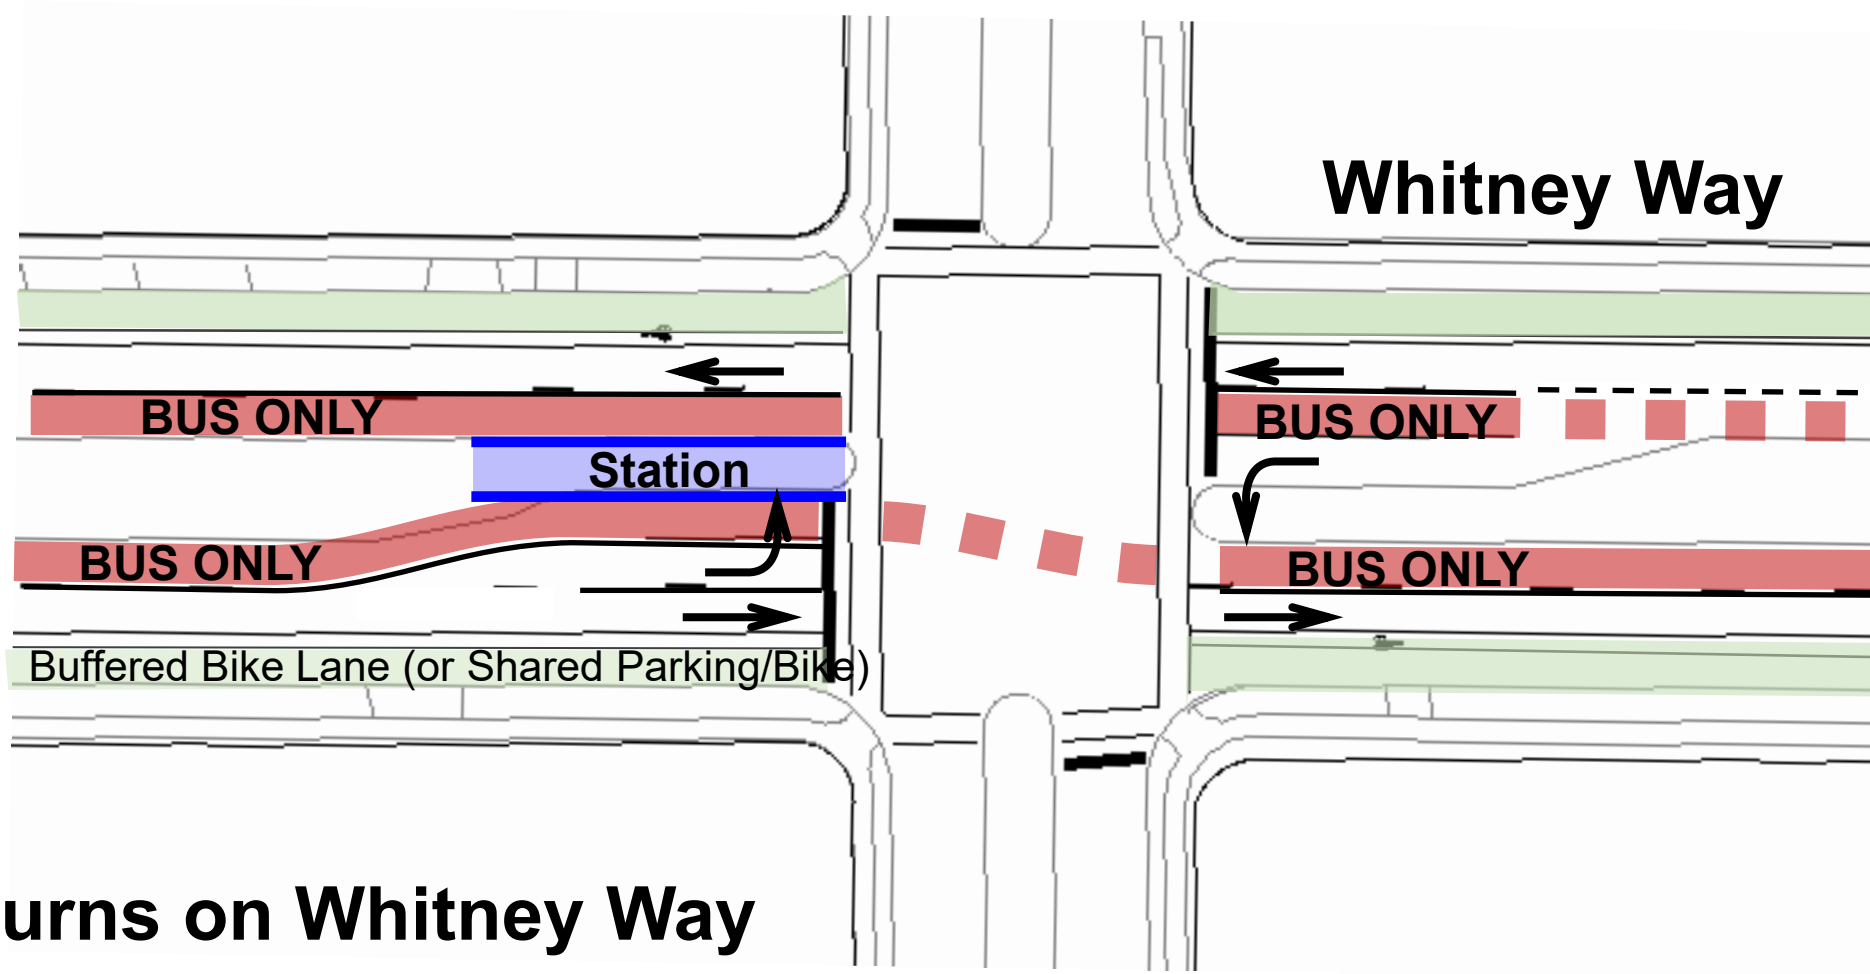 Whitney Way
BUS ONLY
BUS ONLY
Station
BUS ONLY
BUS ONLY
Buffered Bike Lane (or Shared Parking/Bike)
urns on Whitney Way